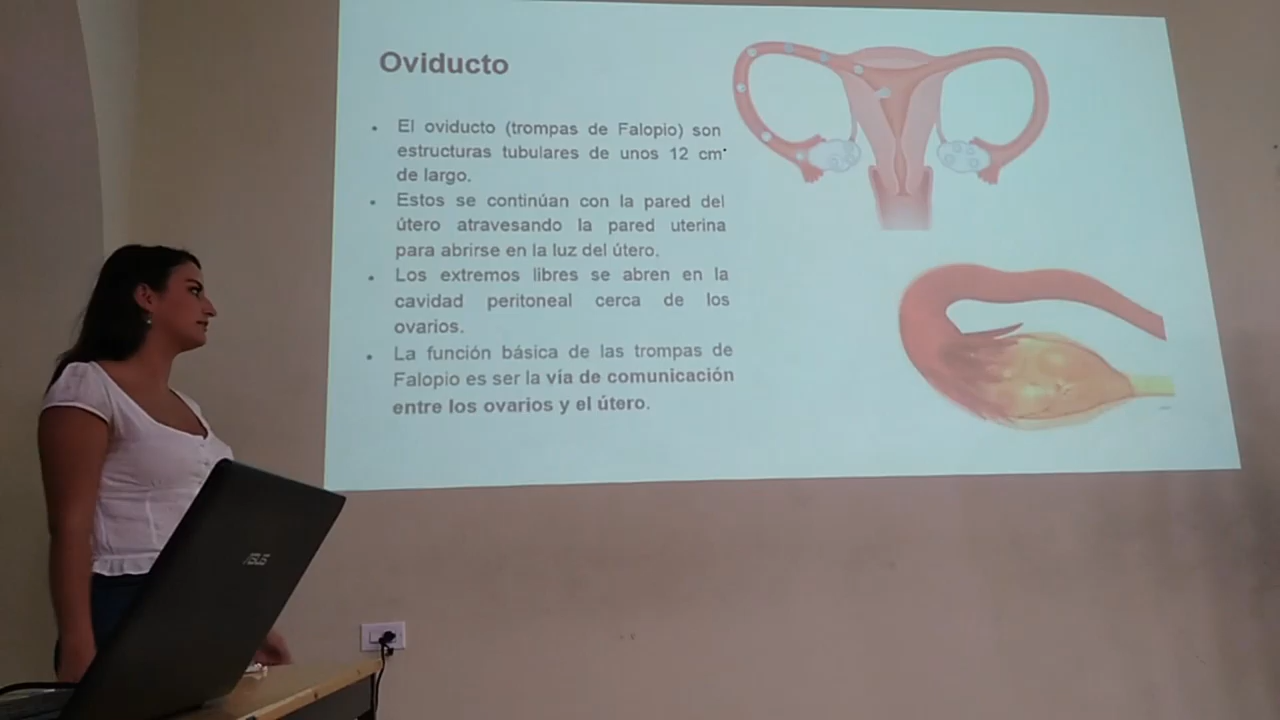 Oviducto
• El oviducto (trompas de Falopio) son
estructuras tubulares de unos 12 cm
de largo.
• Estos se continúan con la pared del
útero atravesando la pared uterina
para abrirse en la luz del útero.
• Los extremos libres se abren en la
cavidad peritoneal cerca de los
ovarios.
• La función básica de las trompas de
Falopio es ser la vía de comunicación
entre los ovarios y el útero.
ASUS